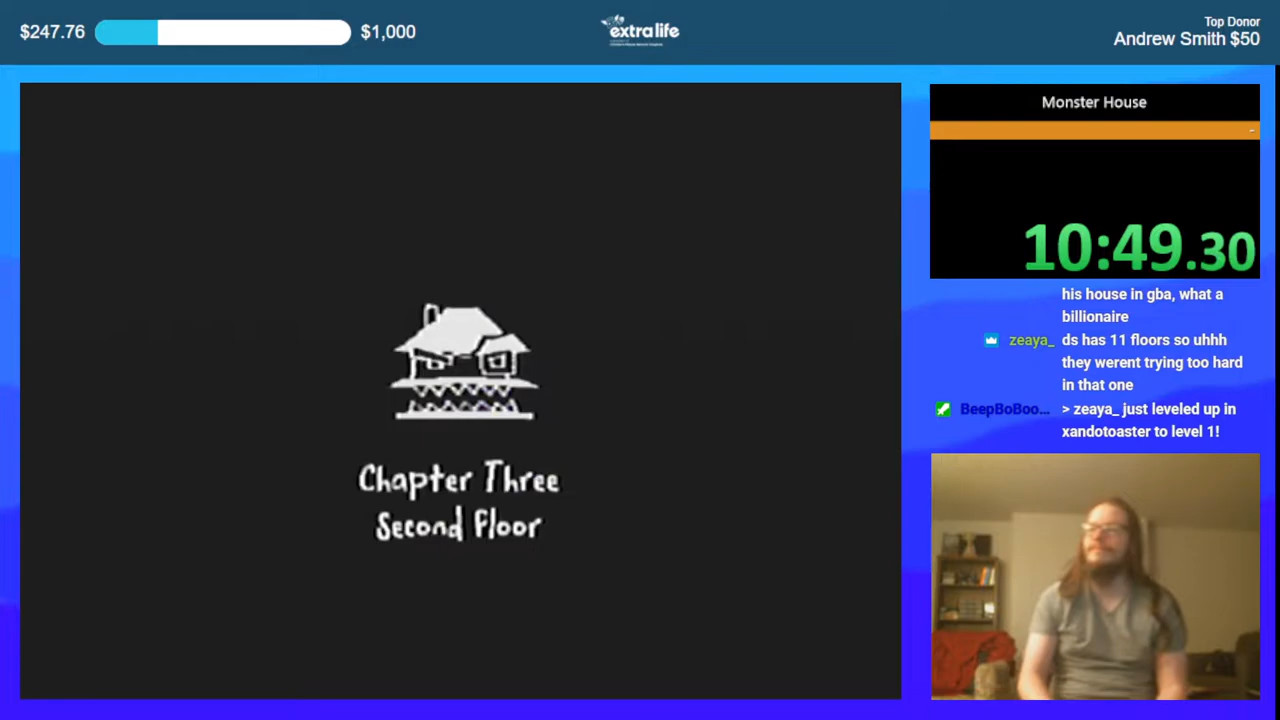 $247.76
$1,000
extralife
Top Donor
Andrew Smith $50
Monster House
-
10:49.30
his house in gba, what a
billionaire
zeaya_ ds has 11 floors so uhhh
they werent trying too hard
in that one
BeepBoBoo... > zeaya_ just leveled up in
xandotoaster to level 1!
Chapter Three
Second Floor